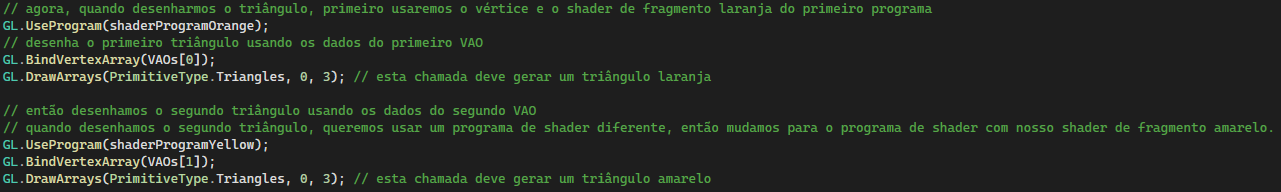 // agora, quando desenharmos o triângulo, primeiro usaremos o vértice e o shader de fragmento laranja do primeiro programa
GL.UseProgram(shaderProgramOrange);
// desenha o primeiro triângulo usando os dados do primeiro VAO
GL.BindVertexArray(VAOs[0]);
GL.DrawArrays(PrimitiveType.Triangles, 0, 3); // esta chamada deve gerar um triângulo laranja

// então desenhamos o segundo triângulo usando os dados do segundo VAO
// quando desenhamos o segundo triângulo, queremos usar um programa de shader diferente, então mudamos para o programa de shader com nosso shader de fragmento amarelo.
GL.UseProgram(shaderProgramYellow);
GL.BindVertexArray(VAOs[1]);
GL.DrawArrays(PrimitiveType.Triangles, 0, 3); // esta chamada deve gerar um triângulo amarelo